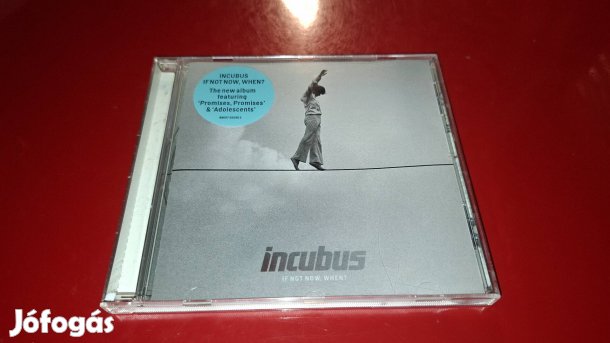 INCUBUS
IF NOT NOW, WHEN?
The new album
featuring
'Promises, Promises'
& 'Adolescents'
incubus
IF NOT NOW, WHEN?
Jófogás